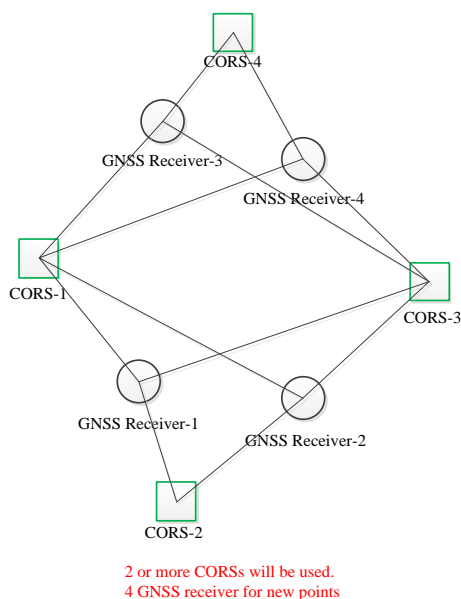 CORS-4
GNSS Receiver-3
GNSS Receiver-4
CORS-1
CORS-3
GNSS Receiver-1
GNSS Receiver-2
CORS-2
2 or more CORSs will be used.
4 GNSS receiver for new points